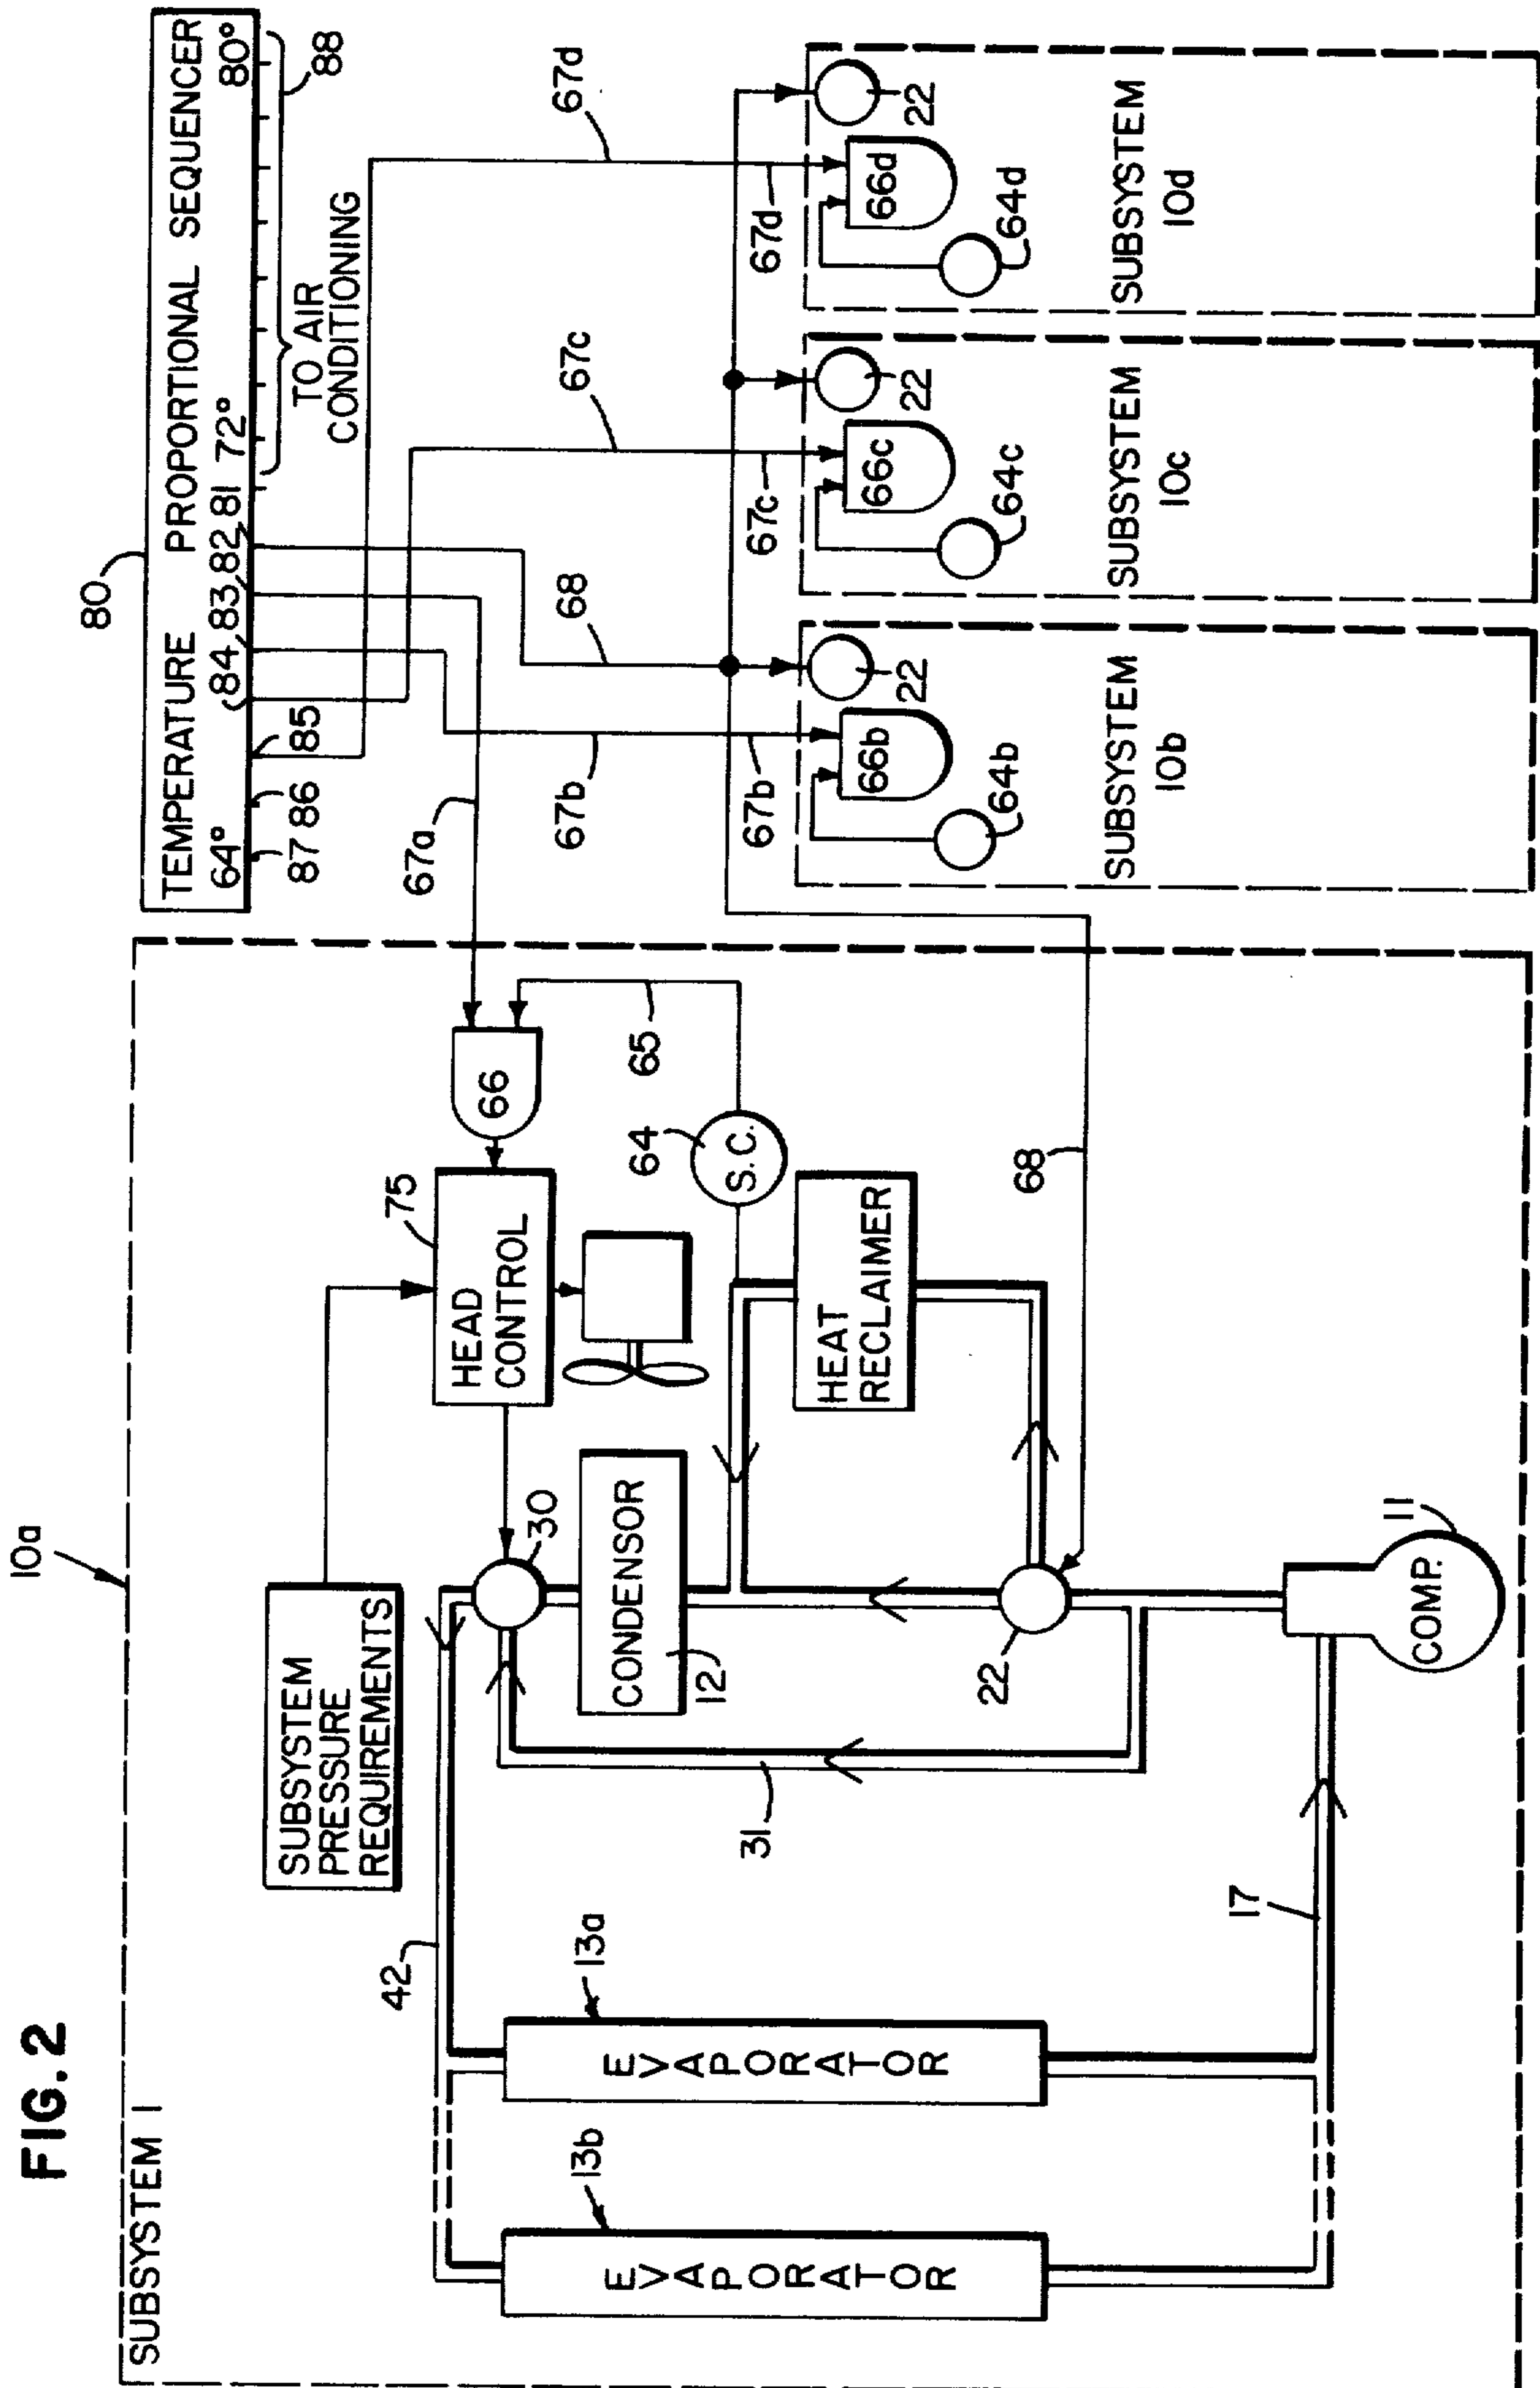 FIG. 2
SUBSYSTEM 1
10a
SUBSYSTEM
PRESSURE
REQUIREMENTS
75
HEAD
CONTROL
66
67a
65
64
S.C.
30
CONDENSOR
12
HEAT
RECLAIMER
68
22
31
42
13a
EVAPORATOR
13b
EVAPORATOR
17
COMP.
11
80
TEMPERATURE PROPORTIONAL SEQUENCER
64° 84 83 82 81 72° 80°
87 86 85
88
TO AIR
CONDITIONING
67b
68
67c
67d
67b
67c
67d
22
66b
64b
SUBSYSTEM
10b
22
66c
64c
SUBSYSTEM
10c
22
66d
64d
SUBSYSTEM
10d